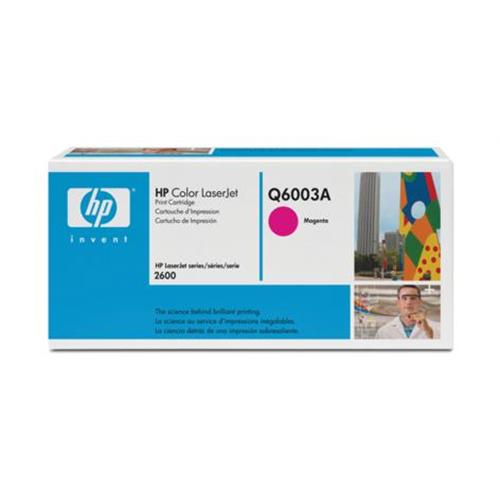 hp
invent
HP Color LaserJet
Print Cartridge
Cartouche d'Impression
Cartucho de Impresión
HP LaserJet series/séries/serie
2600
Q6003A
Magenta
The science behind brilliant printing.
La science au service d'impressions inégalables.
La ciencia detrás de una impresión sobresaliente.